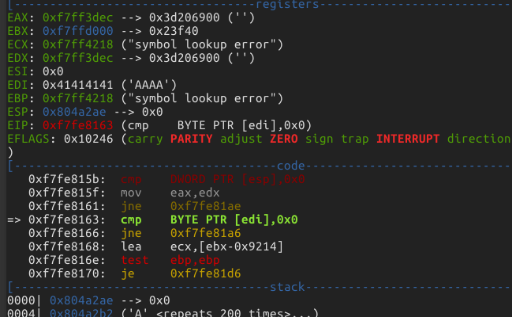 [----------------------------------registers-----------------------------------
EAX: 0xf7ff3dec --> 0x3d206900 ('')
EBX: 0xf7ffd000 --> 0x23f40
ECX: 0xf7ff4218 ("symbol lookup error")
EDX: 0xf7ff3dec --> 0x3d206900 ('')
ESI: 0x0
EDI: 0x41414141 ('AAAA')
EBP: 0xf7ff4218 ("symbol lookup error")
ESP: 0x804a2ae --> 0x0
EIP: 0xf7fe8163 (cmp    BYTE PTR [edi],0x0)
EFLAGS: 0x10246 (carry PARITY adjust ZERO sign trap INTERRUPT direction
)
[-------------------------------------code-------------------------------------
   0xf7fe815b: cmp    DWORD PTR [esp],0x0
   0xf7fe815f: mov    eax,edx
   0xf7fe8161: jne    0xf7fe81ae
=> 0xf7fe8163: cmp    BYTE PTR [edi],0x0
   0xf7fe8166: jne    0xf7fe81a6
   0xf7fe8168: lea    ecx,[ebx-0x9214]
   0xf7fe816e: test   ebp,ebp
   0xf7fe8170: je     0xf7fe81d6
[------------------------------------stack-------------------------------------
0000| 0x804a2ae --> 0x0
0004| 0x804a2b2 ('A' <repeats 200 times>...)